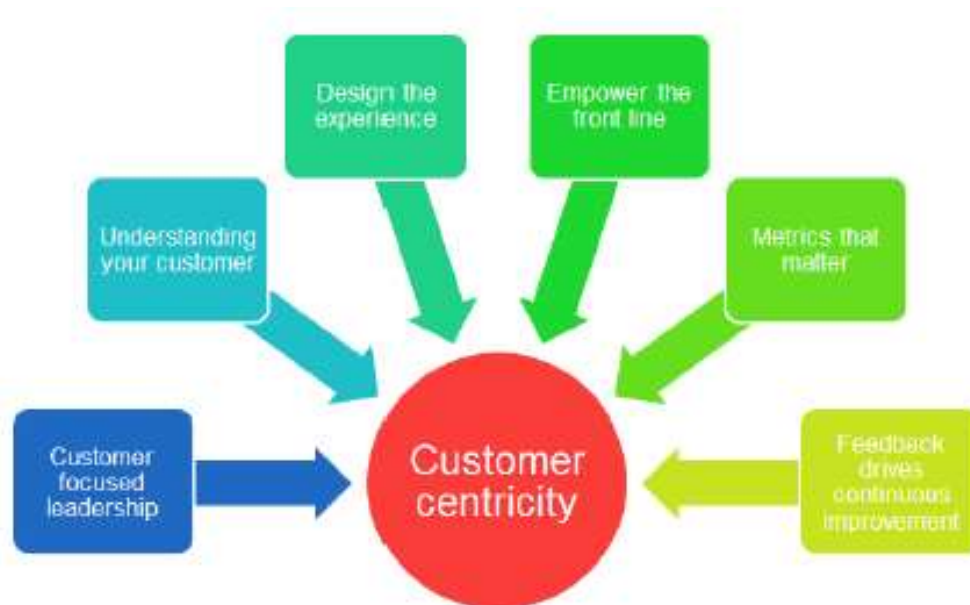 Design the
experience
Empower the
front line
Understanding
your customer
Metrics that
matter
Customer
focused
leadership
Customer
centricity
Feedback
drives
continuous
improvement